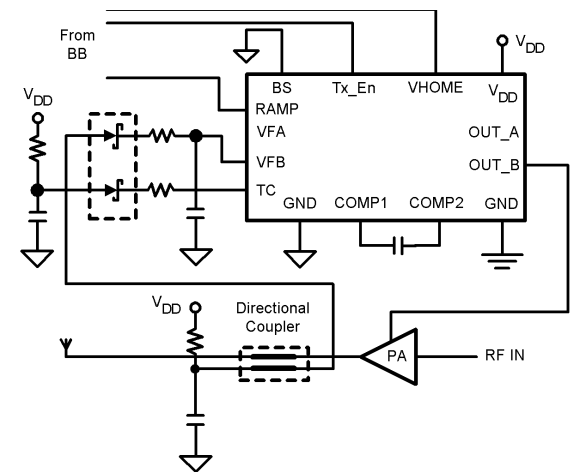 From
BB
BS
Tx_En
VHOME
VDD
VDD
RAMP
VFA
VFB
TC
OUT_A
OUT_B
GND
COMP1
COMP2
GND
VDD
VDD
Directional
Coupler
PA
RF IN